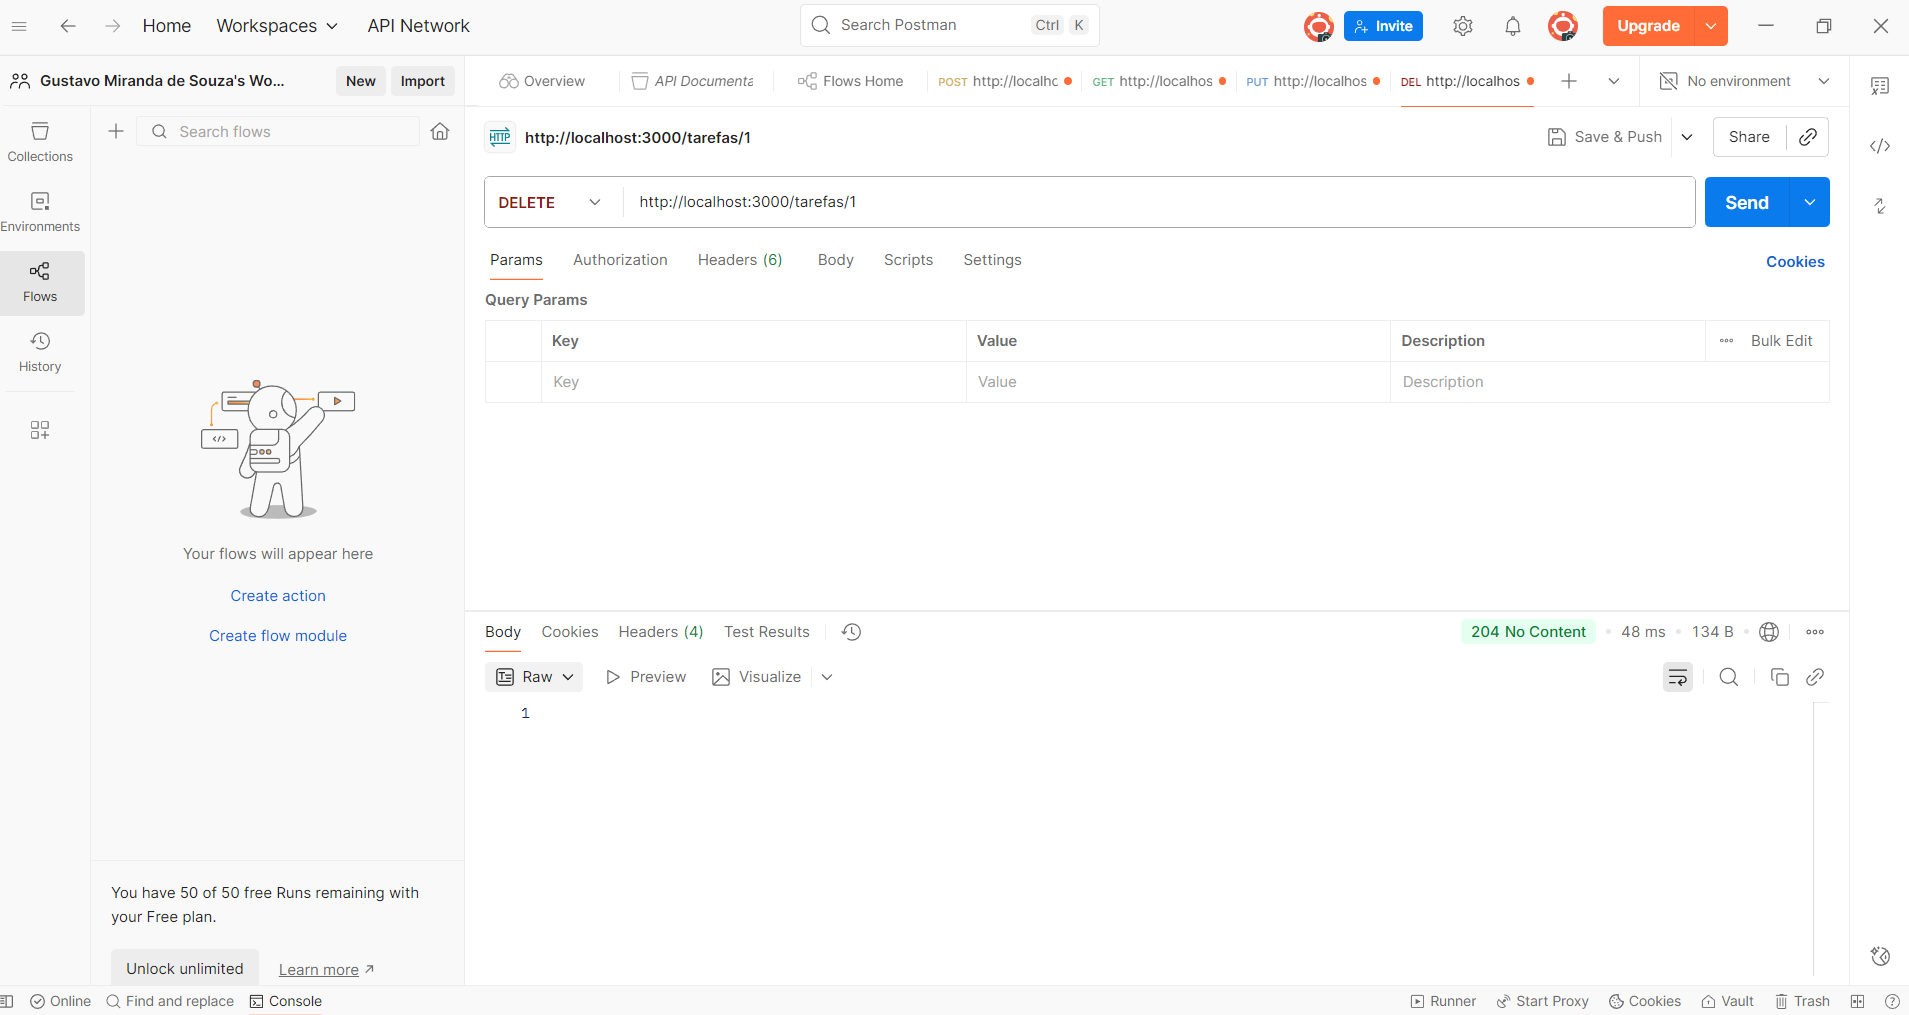 Home Workspaces API Network Search Postman Ctrl K Invite Upgrade
Gustavo Miranda de Souza's Wo... New Import
Overview API Documenta Flows Home POST http://localhc GET http://localhos PUT http://localhos DEL http://localhos No environment
Search flows
Collections
Environments
Flows
History
</>
Your flows will appear here
Create action
Create flow module
You have 50 of 50 free Runs remaining with
your Free plan.
Unlock unlimited Learn more
HTTP http://localhost:3000/tarefas/1 Save & Push Share
DELETE http://localhost:3000/tarefas/1 Send
Params Authorization Headers (6) Body Scripts Settings Cookies
Query Params
Key Value Description Bulk Edit
Key Value Description
Body Cookies Headers (4) Test Results 204 No Content 48 ms 134 B
Raw Preview Visualize
1
</>
Online Find and replace Console Runner Start Proxy Cookies Vault Trash